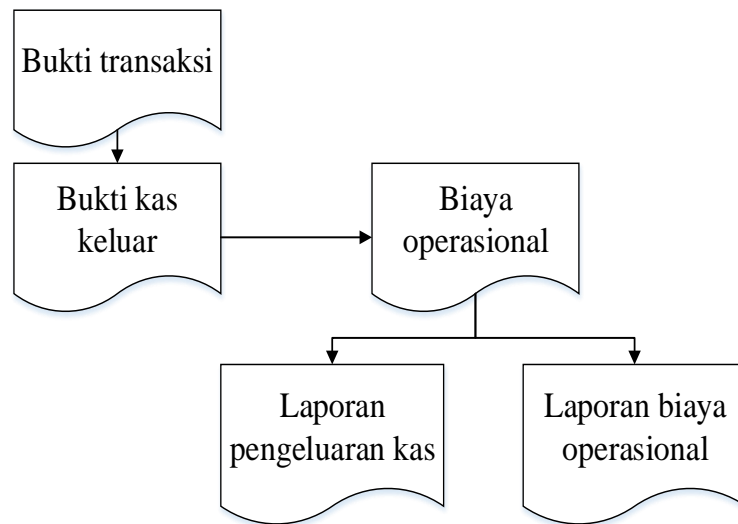 Bukti transaksi
Bukti kas
keluar
Biaya
operasional
Laporan
pengeluaran kas
Laporan biaya
operasional